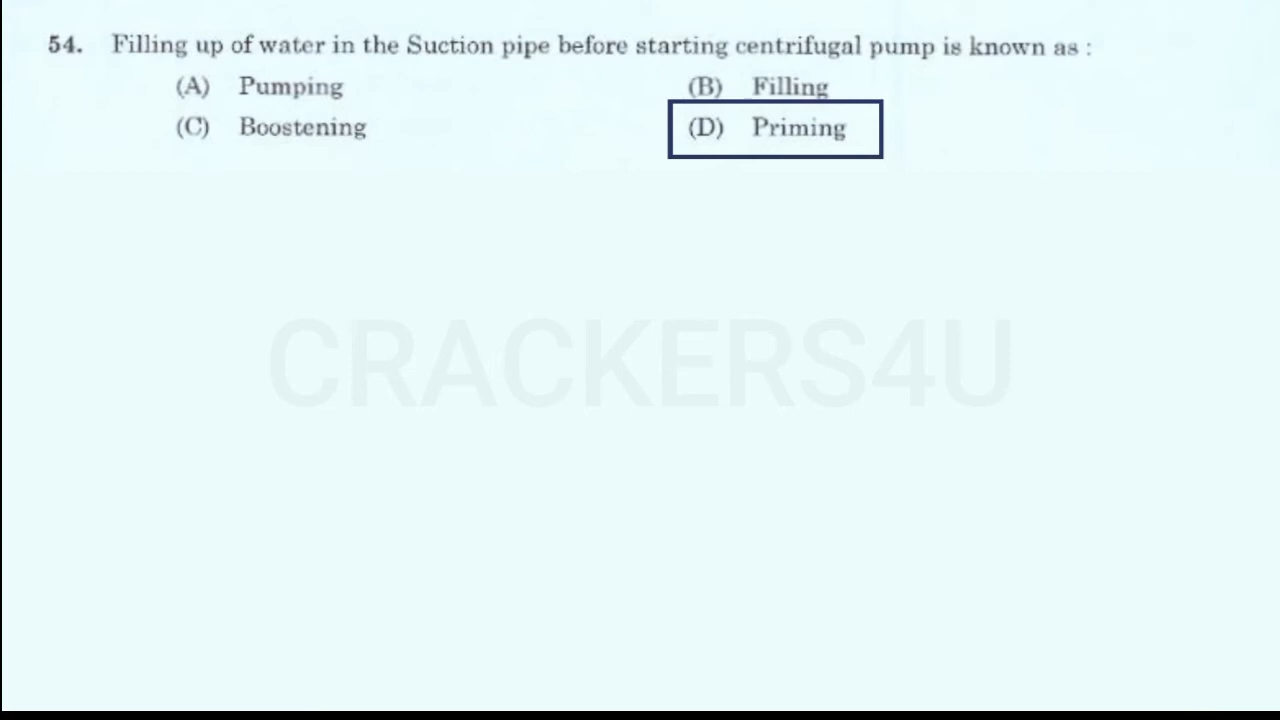 54. Filling up of water in the Suction pipe before starting centrifugal pump is known as :
(A) Pumping (B) Filling
(C) Boostening (D) Priming
CRACKERS4U